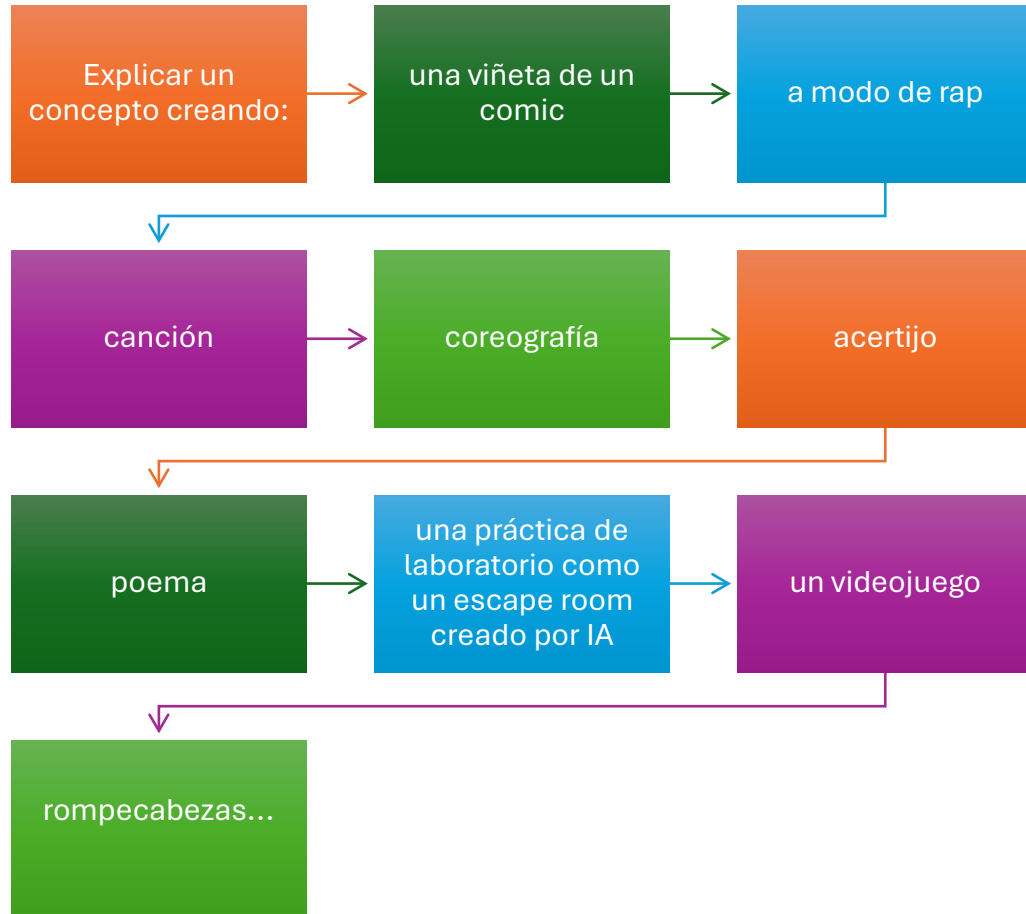 Explicar un
concepto creando:
una viñeta de un
comic
a modo de rap
canción
coreografía
acertijo
poema
una práctica de
laboratorio como
un escape room
creado por IA
un videojuego
rompecabezas...